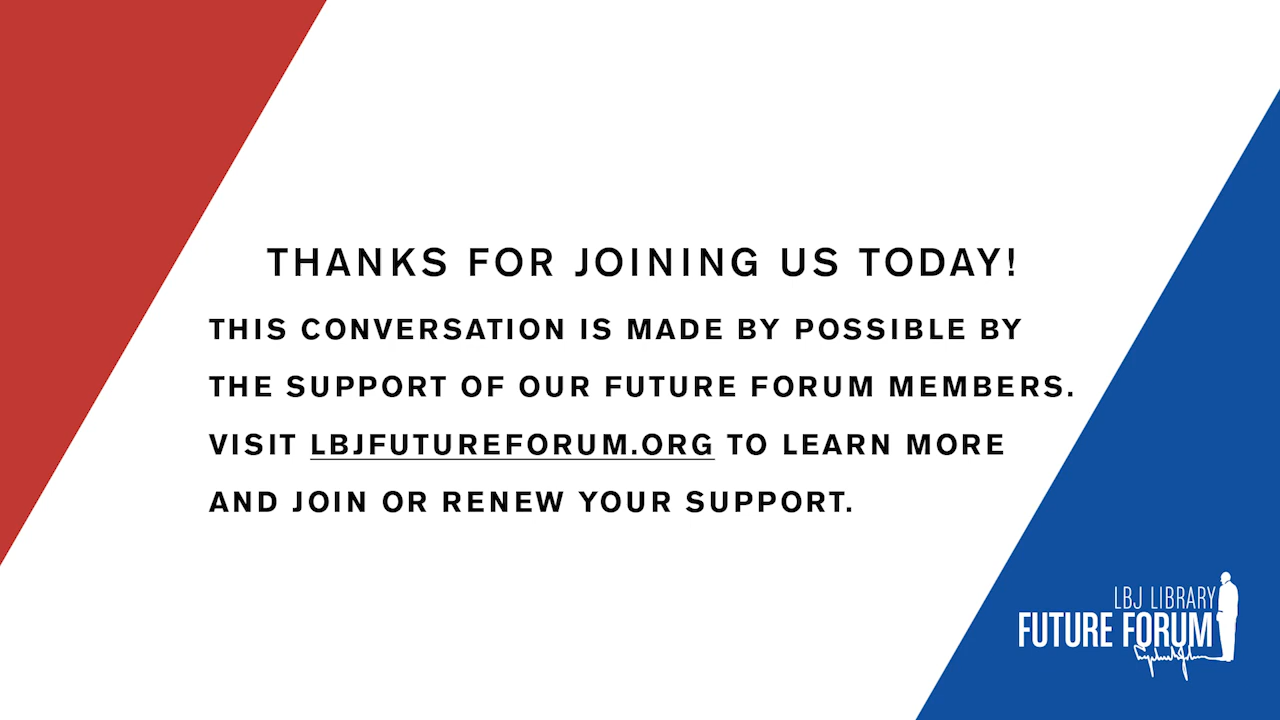 THANKS FOR JOINING US TODAY!
THIS CONVERSATION IS MADE BY POSSIBLE BY
THE SUPPORT OF OUR FUTURE FORUM MEMBERS.
VISIT LBJFUTUREFORUM.ORG TO LEARN MORE
AND JOIN OR RENEW YOUR SUPPORT.
LBJ LIBRARY
FUTURE FORUM